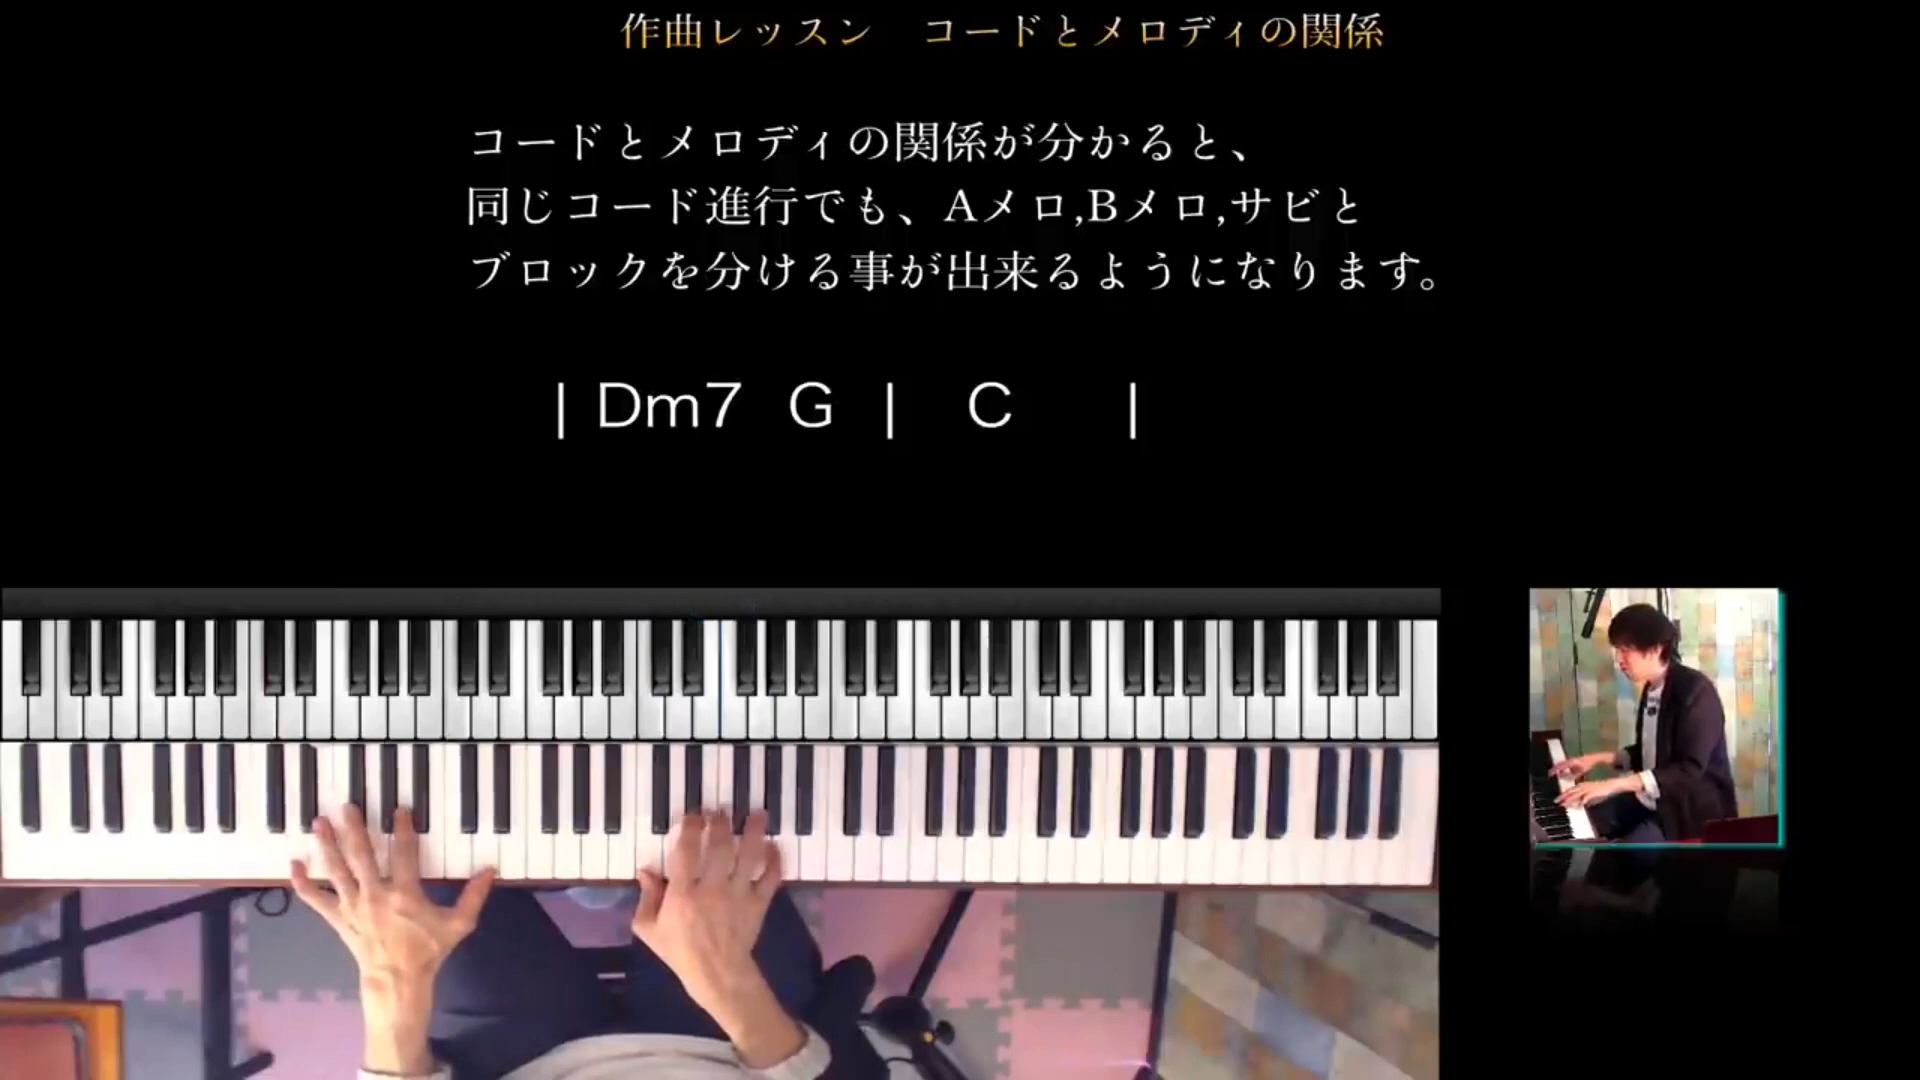 作曲レッスン　コードとメロディの関係
コードとメロディの関係が分かると、
同じコード進行でも、Aメロ,Bメロ,サビと
ブロックを分ける事が出来るようになります。
| Dm7 G | C |